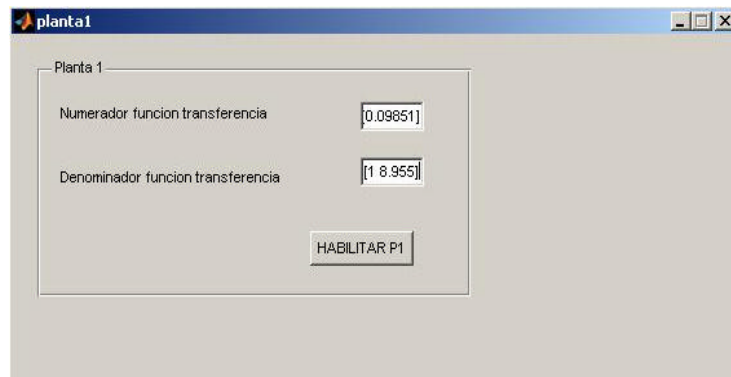 planta1
Planta 1
Numerador funcion transferencia
[0.09851]
Denominador funcion transferencia
[1 8.955]
HABILITAR P1